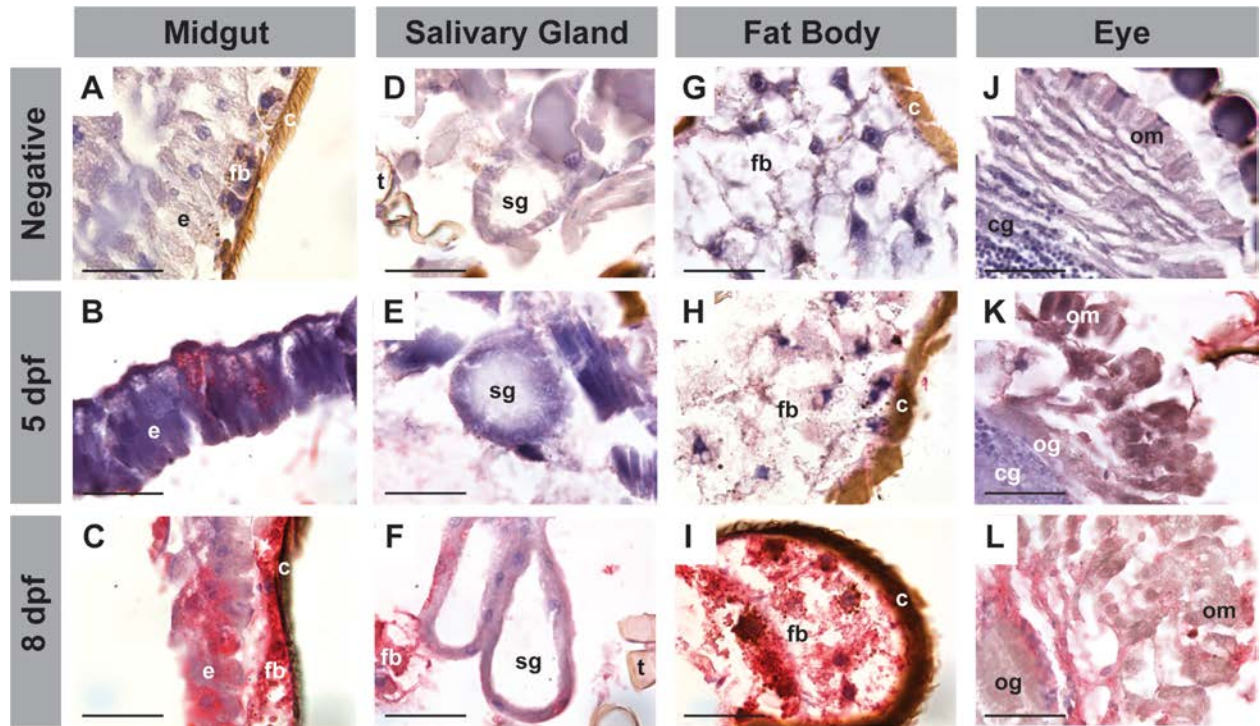 Midgut Salivary Gland Fat Body Eye
Negative
A c fb e
D t sg
G c fb
J om cg
5 dpf
B e
E sg
H fb c
K om og cg
8 dpf
C c e fb
F fb sg t
I c fb
L om og